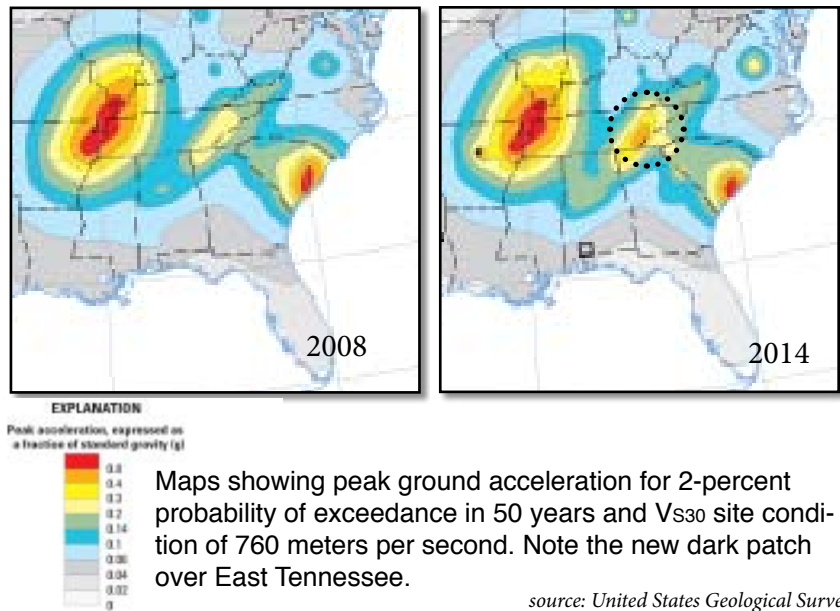 2008
2014
EXPLANATION
Peak acceleration, expressed as
a fraction of standard gravity (g)
0.8
0.4
0.3
0.2
0.14
0.1
0.06
0.04
0.02
0
Maps showing peak ground acceleration for 2-percent
probability of exceedance in 50 years and VS30 site condi-
tion of 760 meters per second. Note the new dark patch
over East Tennessee.
source: United States Geological Surve